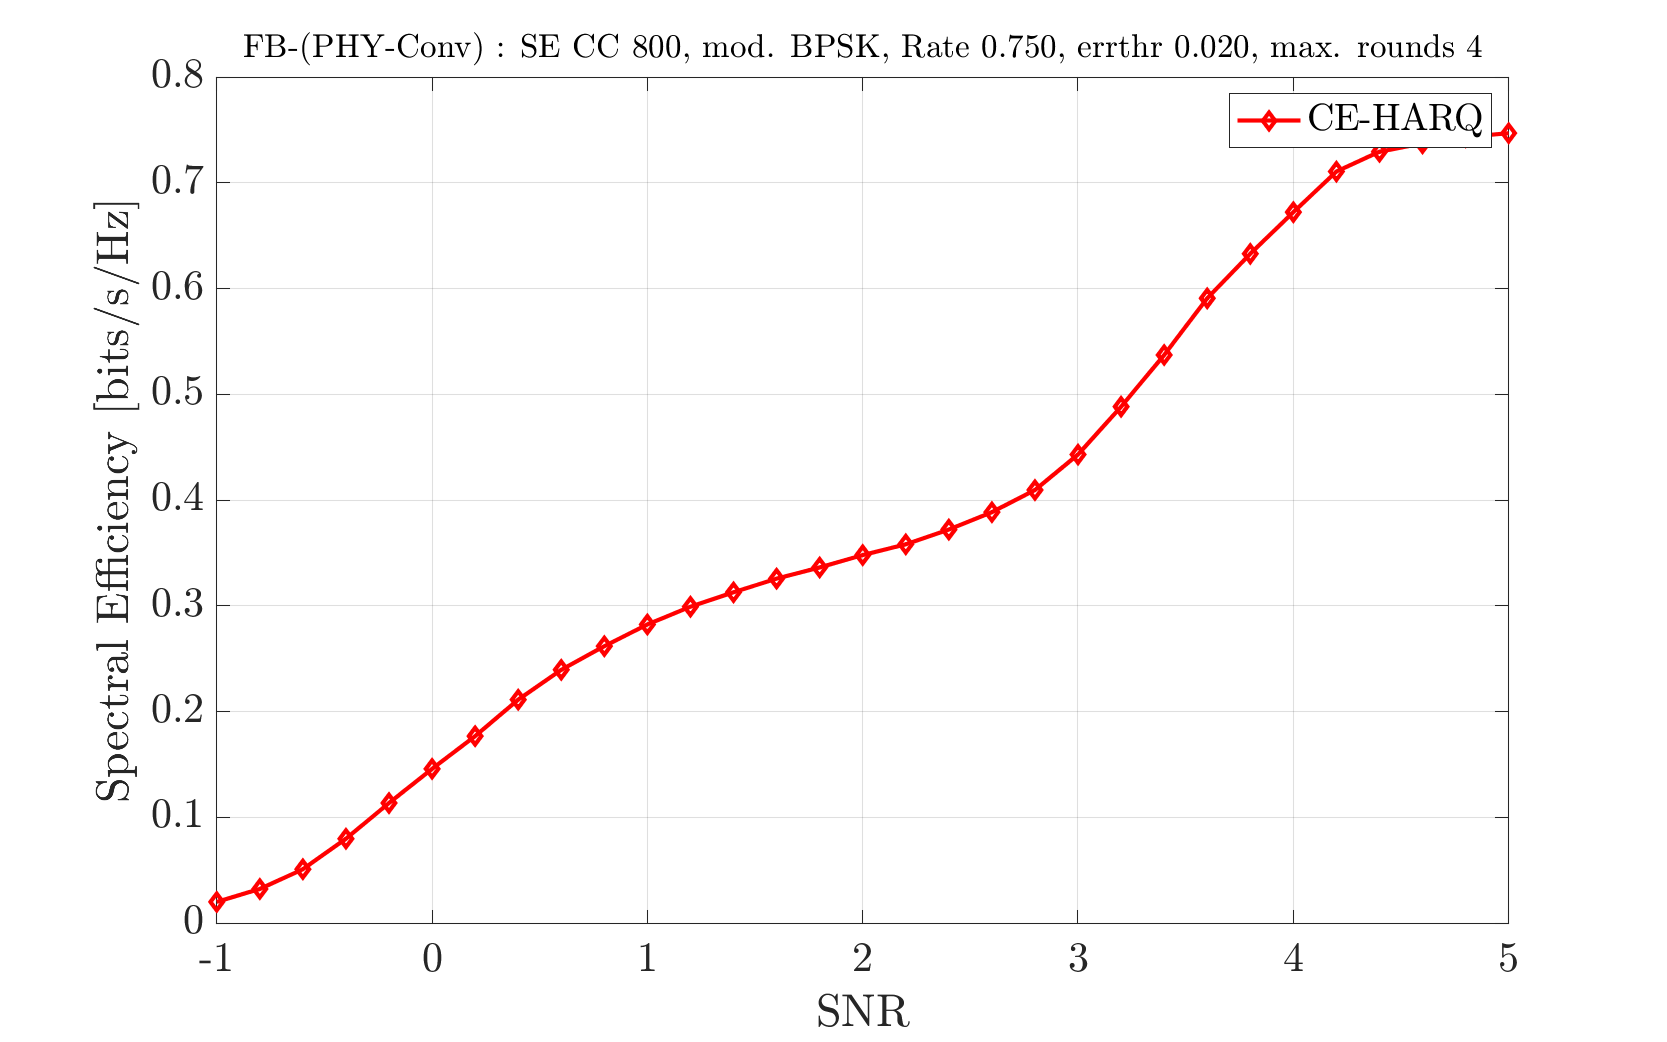 FB-(PHY-Conv) : SE CC 800, mod. BPSK, Rate 0.750, errthr 0.020, max. rounds 4
CE-HARQ
Spectral Efficiency [bits/s/Hz]
0.8
0.7
0.6
0.5
0.4
0.3
0.2
0.1
0
-1 0 1 2 3 4 5
SNR